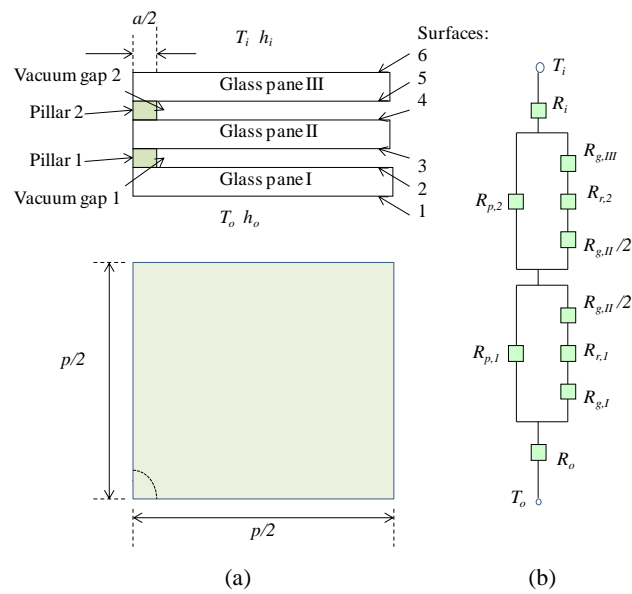 a/2
T_i h_i
Surfaces:
6
Vacuum gap 2
Glass pane III
5
4
Pillar 2
Glass pane II
Pillar 1
3
Glass pane I
2
Vacuum gap 1
1
T_o h_o
p/2
p/2
(a)
T_i
R_i
R_g,III
R_p,2
R_r,2
R_g,II/2
R_g,II/2
R_p,1
R_r,1
R_g,I
R_o
T_o
(b)